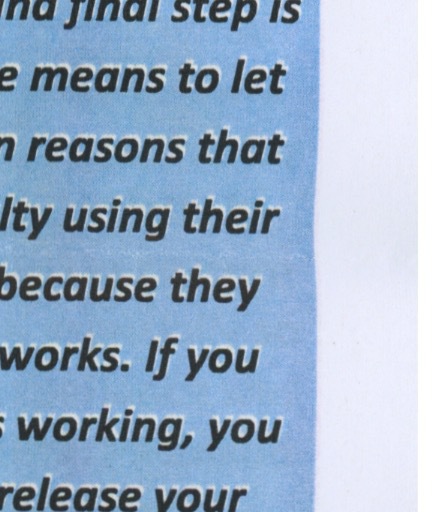 nd final step is
e means to let
n reasons that
lty using their
because they
works. If you
s working, you
release your